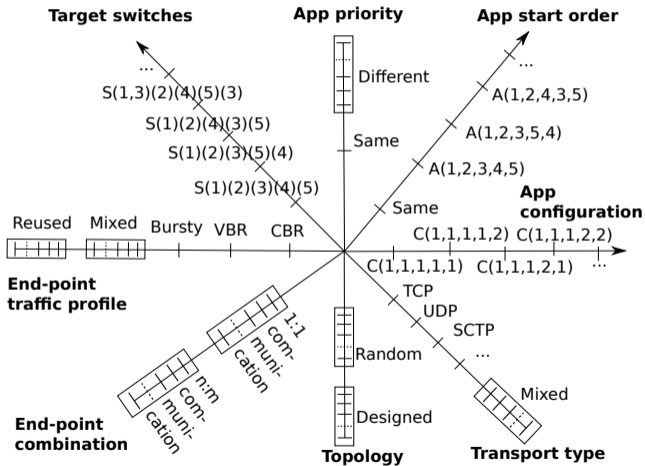 Target switches
App priority
App start order
...
S(1,3)(2)(4)(5)(3)
S(1)(2)(4)(3)(5)
S(1)(2)(3)(5)(4)
S(1)(2)(3)(4)(5)
Different
Same
...
A(1,2,4,3,5)
A(1,2,3,5,4)
A(1,2,3,4,5)
Same
App
configuration
Reused
Mixed
Bursty
VBR
CBR
C(1,1,1,1,2)
C(1,1,1,2,2)
C(1,1,1,1,1)
C(1,1,1,2,1)
...
End-point
traffic profile
TCP
UDP
SCTP
...
Mixed
1:1
com-
muni-
cation
n:m
com-
muni-
cation
Random
Designed
End-point
combination
Topology
Transport type